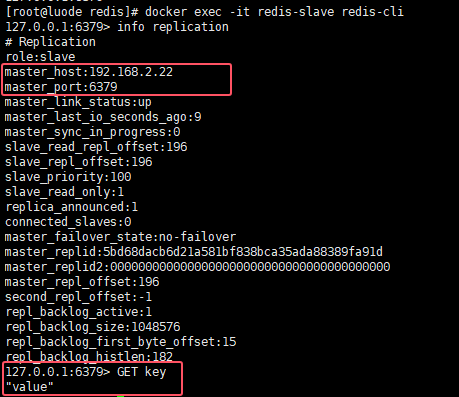 [root@luode redis]# docker exec -it redis-slave redis-cli
127.0.0.1:6379> info replication
# Replication
role:slave
master_host:192.168.2.22
master_port:6379
master_link_status:up
master_last_io_seconds_ago:9
master_sync_in_progress:0
slave_read_repl_offset:196
slave_repl_offset:196
slave_priority:100
slave_read_only:1
replica_announced:1
connected_slaves:0
master_failover_state:no-failover
master_replid:5bd68dacb6d21a581bf838bca35ada88389fa91d
master_replid2:0000000000000000000000000000000000000000
master_repl_offset:196
second_repl_offset:-1
repl_backlog_active:1
repl_backlog_size:1048576
repl_backlog_first_byte_offset:15
repl_backlog_histlen:182
127.0.0.1:6379> GET key
"value"